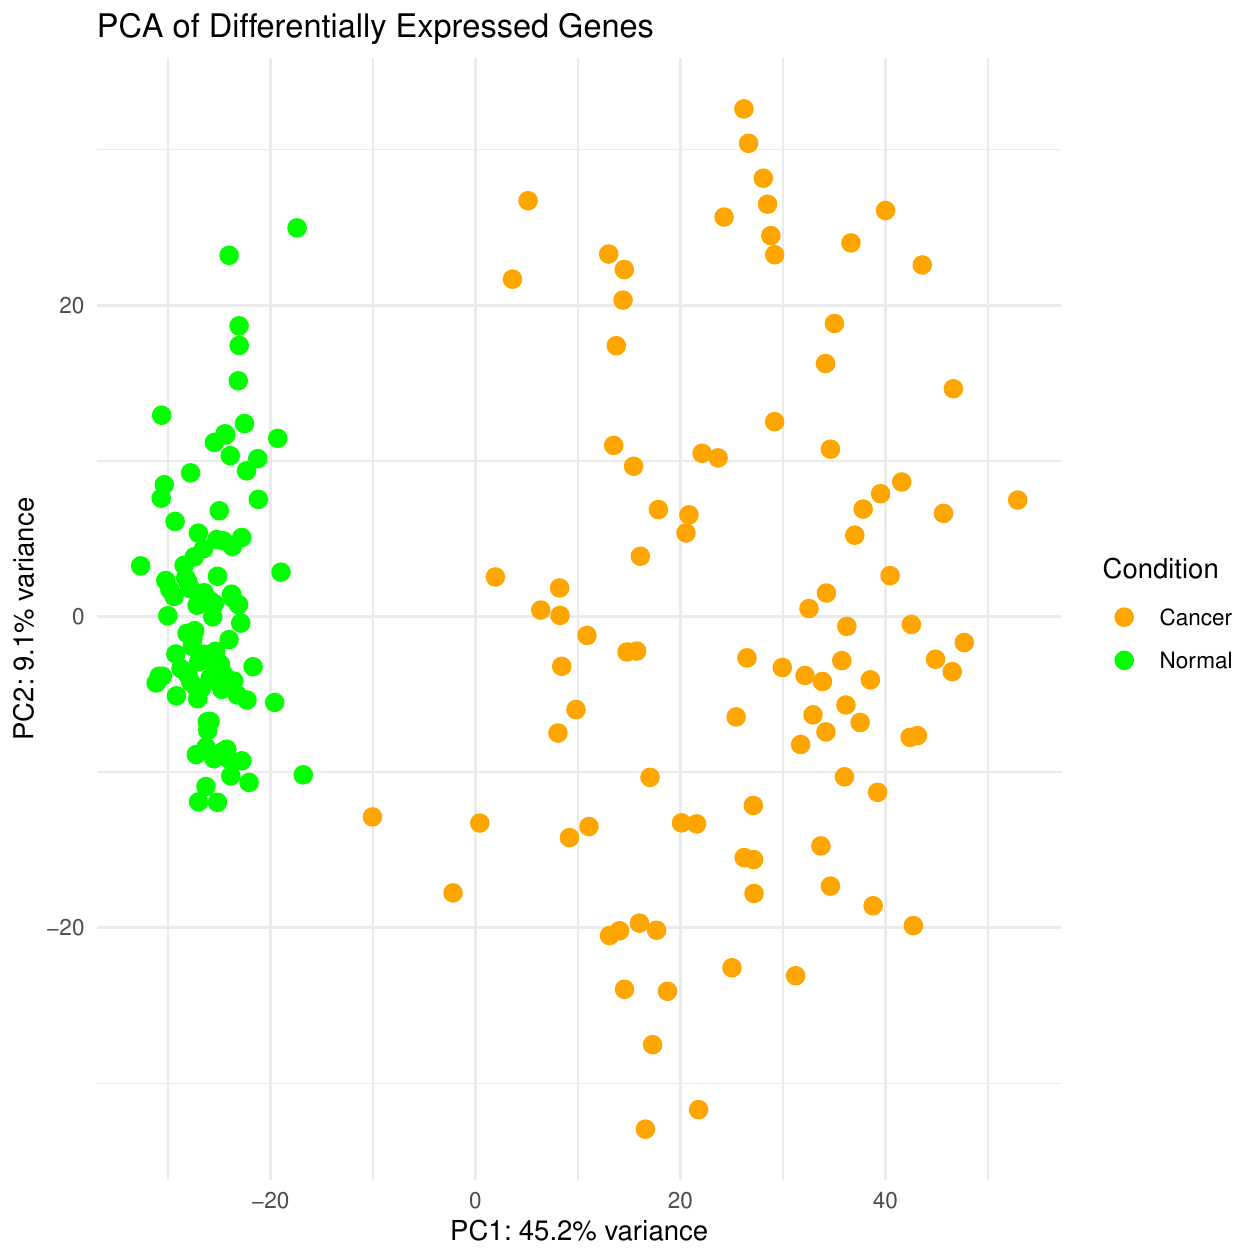 PCA of Differentially Expressed Genes
20
0
−20
PC2: 9.1% variance
−20 0 20 40
PC1: 45.2% variance
Condition
Cancer
Normal